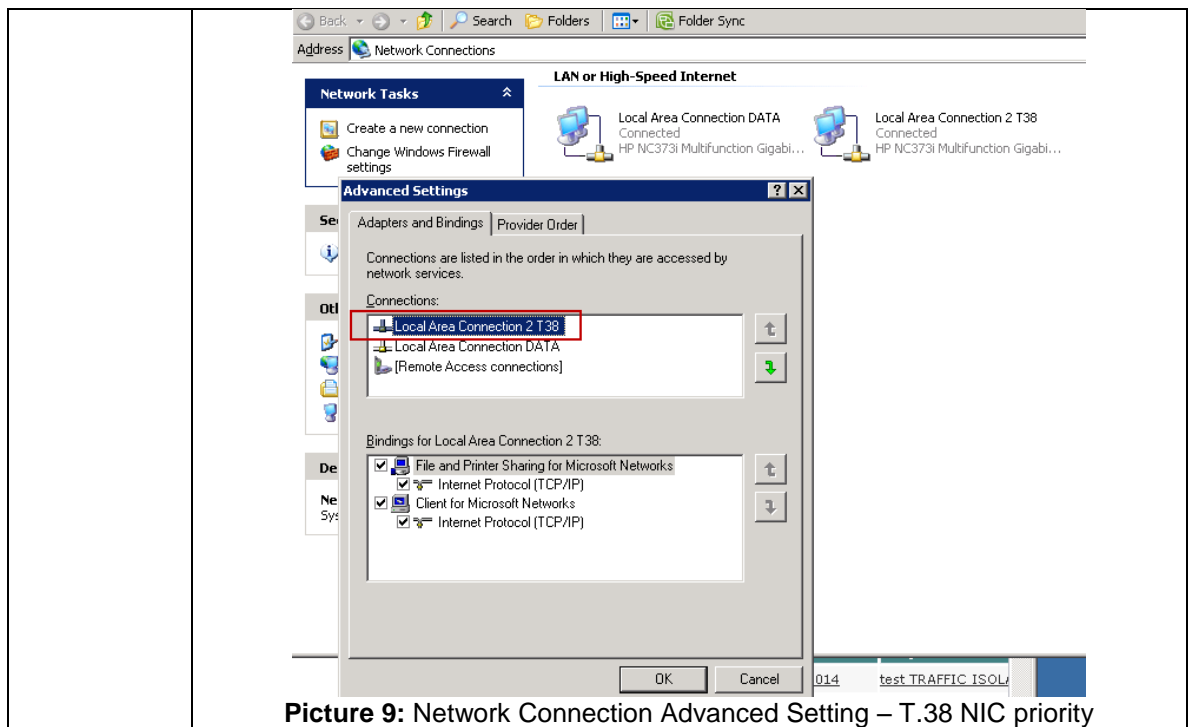 Back Search Folders Folder Sync
Address Network Connections
LAN or High-Speed Internet
Network Tasks
Create a new connection
Change Windows Firewall
settings
Local Area Connection DATA
Connected
HP NC373i Multifunction Gigabi...
Local Area Connection 2 T38
Connected
HP NC373i Multifunction Gigabi...
Advanced Settings
Adapters and Bindings Provider Order
Connections are listed in the order in which they are accessed by
network services.
Connections:
Local Area Connection 2 T38
Local Area Connection DATA
[Remote Access connections]
Bindings for Local Area Connection 2 T38:
File and Printer Sharing for Microsoft Networks
Internet Protocol (TCP/IP)
Client for Microsoft Networks
Internet Protocol (TCP/IP)
OK Cancel
Se
Otl
De
Ne
Sys
014 test TRAFFIC ISOL
Picture 9: Network Connection Advanced Setting – T.38 NIC priority